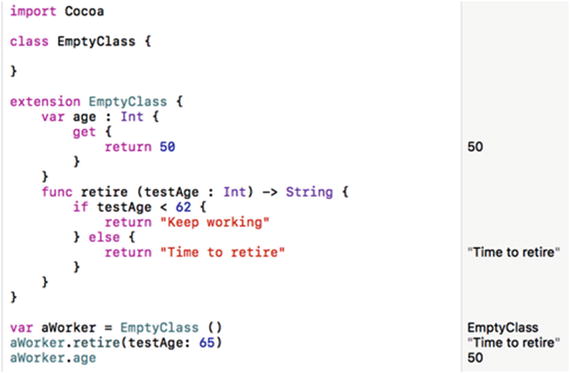 import Cocoa
class EmptyClass {
}
extension EmptyClass {
    var age : Int {
        get {
            return 50    50
        }
    }
    func retire (testAge : Int) -> String {
        if testAge < 62 {
            return "Keep working"
        } else {
            return "Time to retire"    "Time to retire"
        }
    }
}
var aWorker = EmptyClass ()    EmptyClass
aWorker.retire(testAge: 65)    "Time to retire"
aWorker.age    50